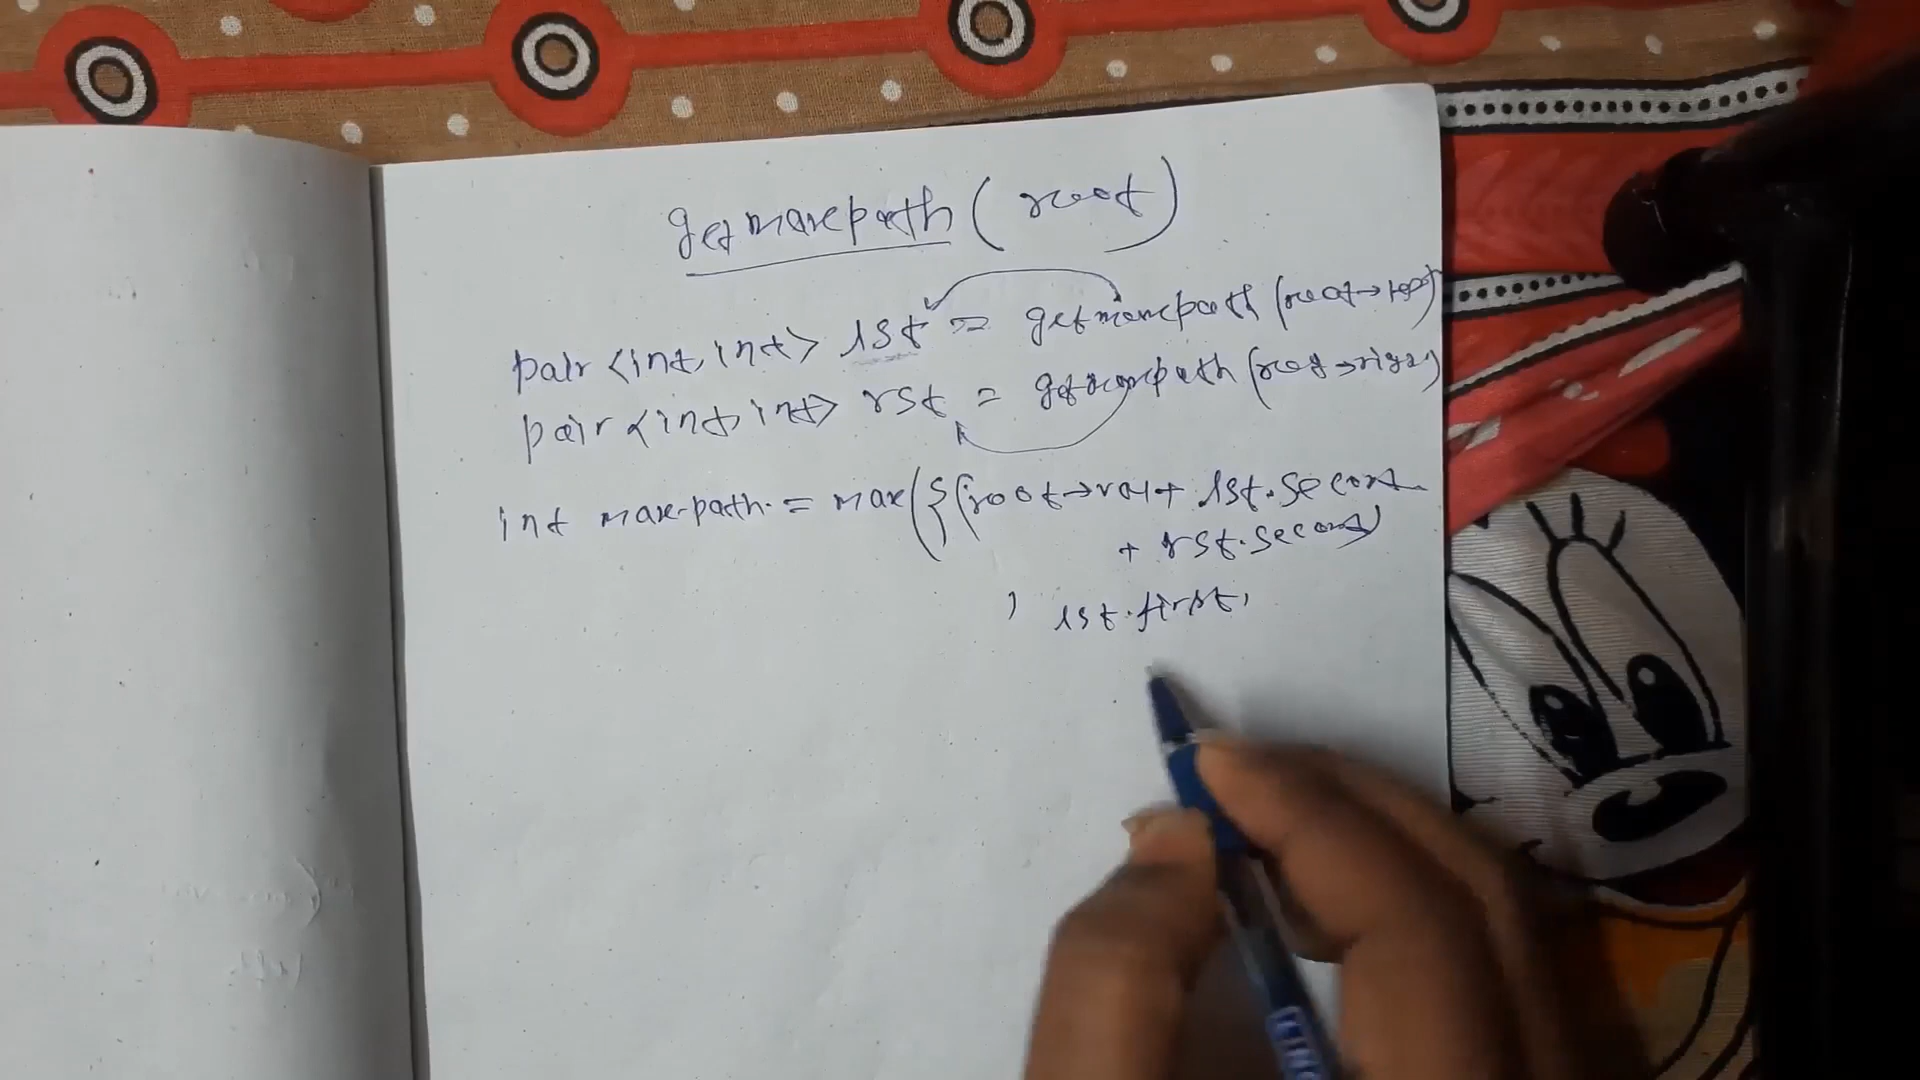 getmaxpath (root)
pair <int, int> lst = getmaxpath (root→left)
pair <int, int> rst = getmaxpath (root→right)
int max-path = max({(root→val + lst.second
+ rst.second)
, lst.first,